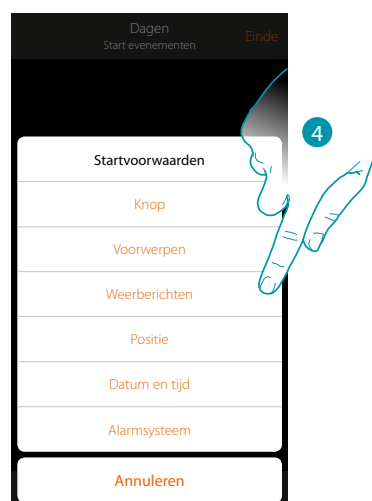 Dagen
Start evenementen
Einde
4
Startvoorwaarden
Knop
Voorwerpen
Weerberichten
Positie
Datum en tijd
Alarmsysteem
Annuleren